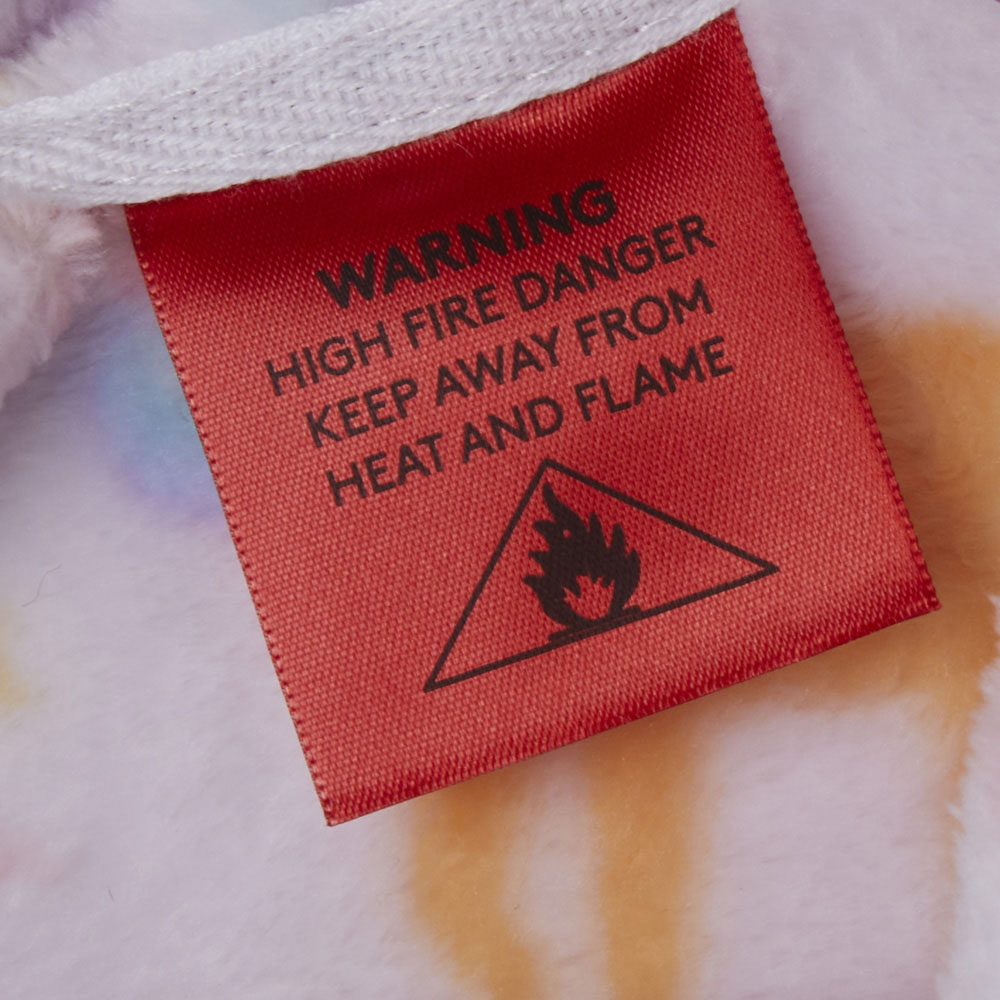 WARNING
HIGH FIRE DANGER
KEEP AWAY FROM
HEAT AND FLAME